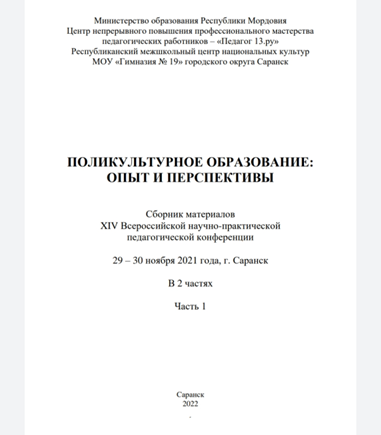 Министерство образования Республики Мордовия
Центр непрерывного повышения профессионального мастерства
педагогических работников – «Педагог 13.ру»
Республиканский межшкольный центр национальных культур
МОУ «Гимназия № 19» городского округа Саранск
ПОЛИКУЛЬТУРНОЕ ОБРАЗОВАНИЕ:
ОПЫТ И ПЕРСПЕКТИВЫ
Сборник материалов
XIV Всероссийской научно-практической
педагогической конференции
29 – 30 ноября 2021 года, г. Саранск
В 2 частях
Часть 1
Саранск
2022